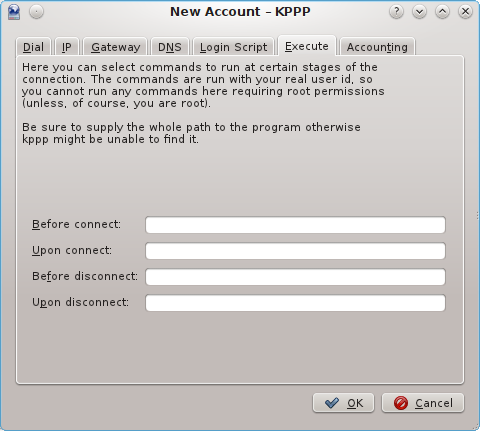 New Account – KPPP
?
Dial IP Gateway DNS Login Script Execute Accounting
Here you can select commands to run at certain stages of the
connection. The commands are run with your real user id, so
you cannot run any commands here requiring root permissions
(unless, of course, you are root).
Be sure to supply the whole path to the program otherwise
kppp might be unable to find it.
Before connect:
Upon connect:
Before disconnect:
Upon disconnect:
OK Cancel